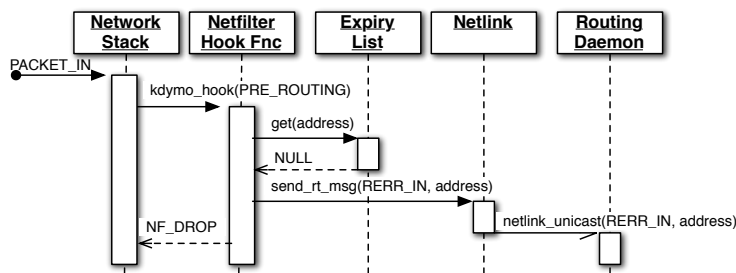 Network
Stack
Netfilter
Hook Fnc
Expiry
List
Netlink
Routing
Daemon
PACKET_IN
kdymo_hook(PRE_ROUTING)
get(address)
NULL
send_rt_msg(RERR_IN, address)
NF_DROP
netlink_unicast(RERR_IN, address)